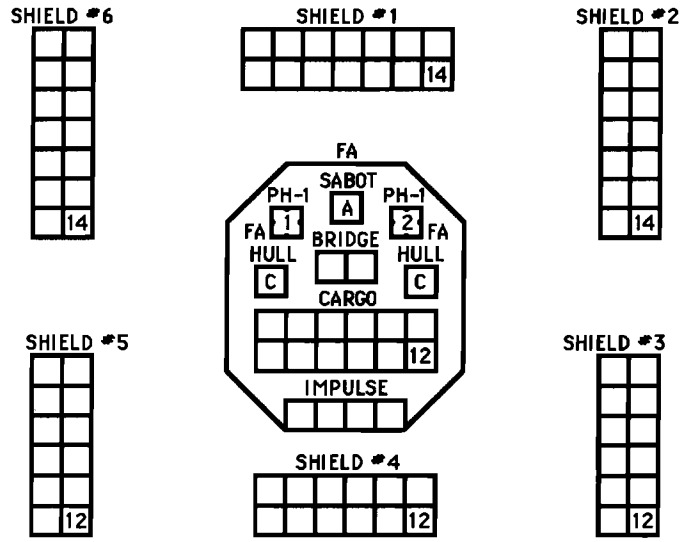 SHIELD #6
SHIELD #1
SHIELD #2
14
14
14
FA
SABOT
A
PH-1
PH-1
1
2
FA
FA
BRIDGE
HULL
HULL
C
C
CARGO
12
IMPULSE
SHIELD #5
SHIELD #3
12
12
SHIELD #4
12